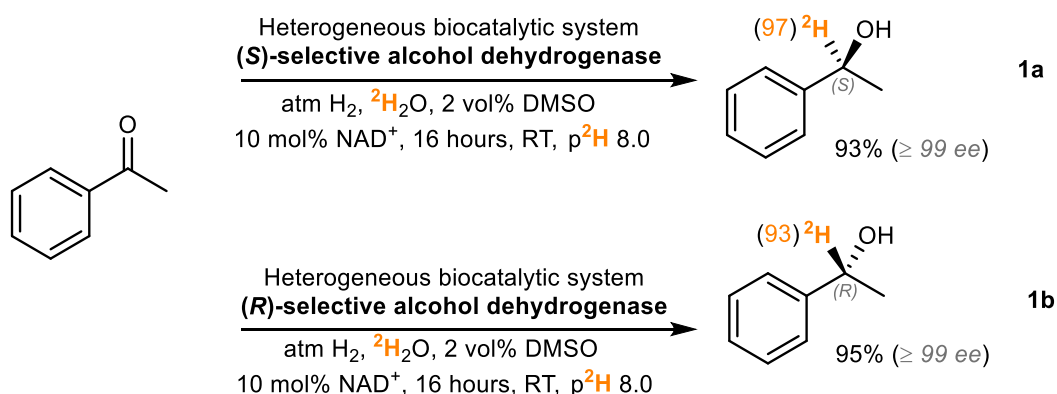 Heterogeneous biocatalytic system
(S)-selective alcohol dehydrogenase
atm H₂, ²H₂O, 2 vol% DMSO
10 mol% NAD⁺, 16 hours, RT, p²H 8.0
O
(97) ²H OH
(S)
1a
93% (≥ 99 ee)
Heterogeneous biocatalytic system
(R)-selective alcohol dehydrogenase
atm H₂, ²H₂O, 2 vol% DMSO
10 mol% NAD⁺, 16 hours, RT, p²H 8.0
(93) ²H OH
(R)
1b
95% (≥ 99 ee)